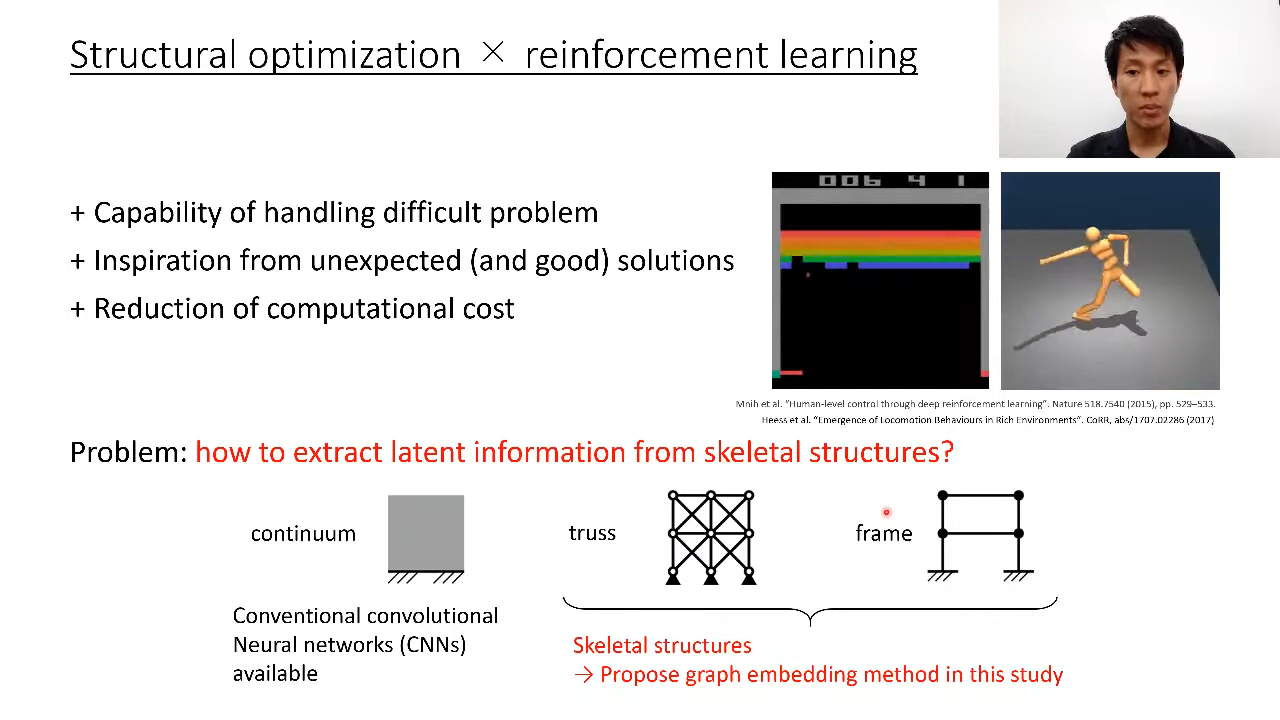 Structural optimization × reinforcement learning
+ Capability of handling difficult problem
+ Inspiration from unexpected (and good) solutions
+ Reduction of computational cost
006 4 1
Mnih et al. "Human-level control through deep reinforcement learning". Nature 518.7540 (2015), pp. 529–533.
Heess et al. "Emergence of Locomotion Behaviours in Rich Environments". CoRR, abs/1707.02286 (2017)
Problem: how to extract latent information from skeletal structures?
continuum
truss
frame
Conventional convolutional
Neural networks (CNNs)
available
Skeletal structures
→ Propose graph embedding method in this study